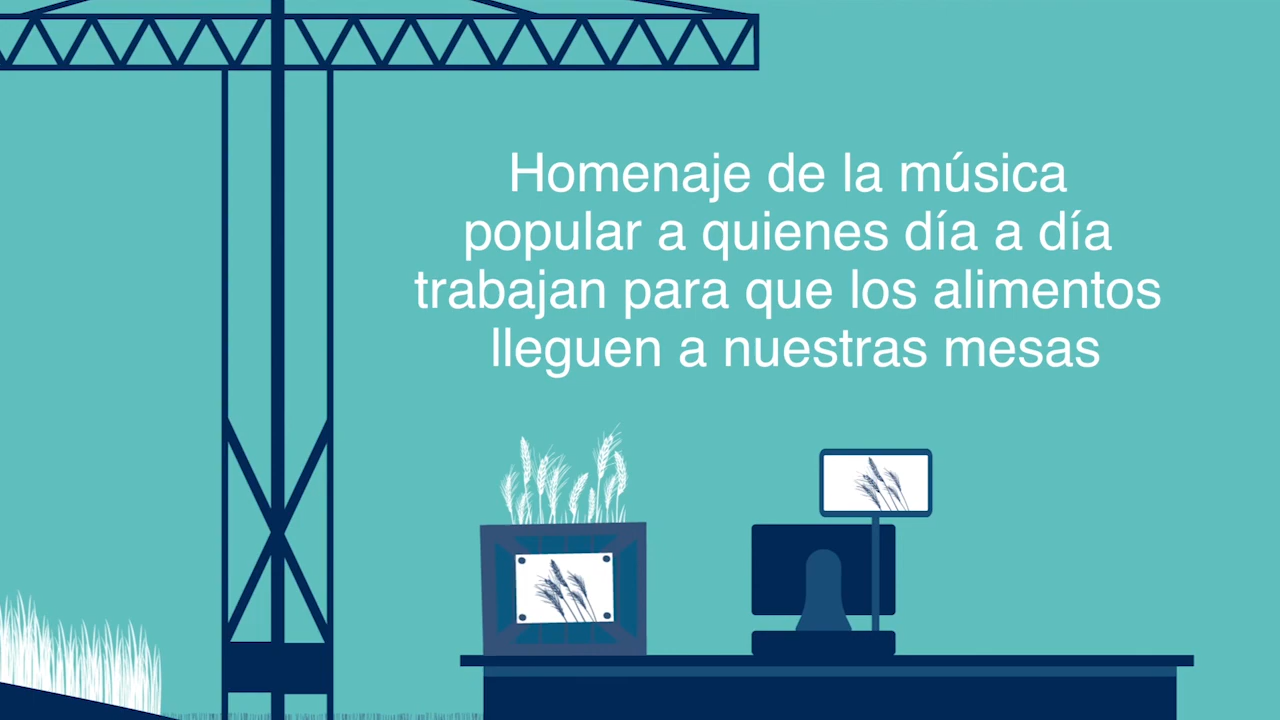 Homenaje de la música
popular a quienes día a día
trabajan para que los alimentos
lleguen a nuestras mesas